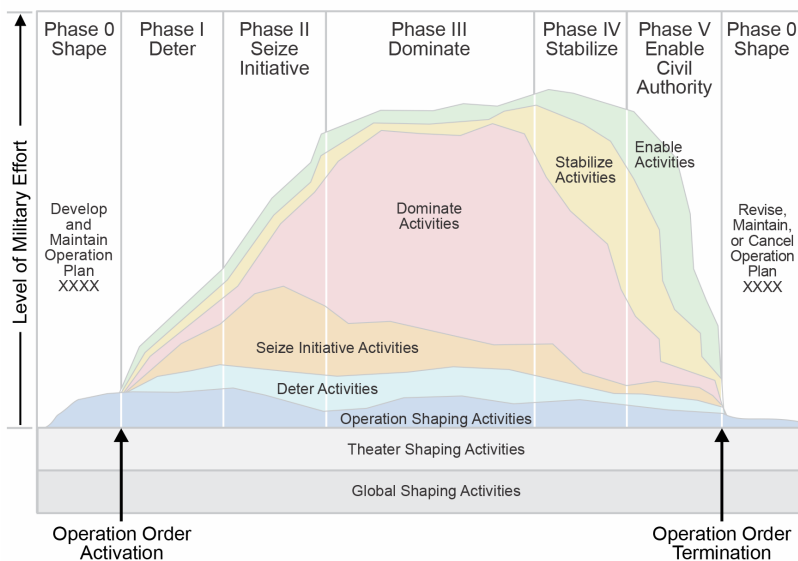 Phase 0
Shape
Phase I
Deter
Phase II
Seize
Initiative
Phase III
Dominate
Phase IV
Stabilize
Phase V
Enable
Civil
Authority
Phase 0
Shape
Level of Military Effort
Develop
and
Maintain
Operation
Plan
XXXX
Enable
Activities
Stabilize
Activities
Dominate
Activities
Revise,
Maintain,
or Cancel
Operation
Plan
XXXX
Seize Initiative Activities
Deter Activities
Operation Shaping Activities
Theater Shaping Activities
Global Shaping Activities
Operation Order
Activation
Operation Order
Termination